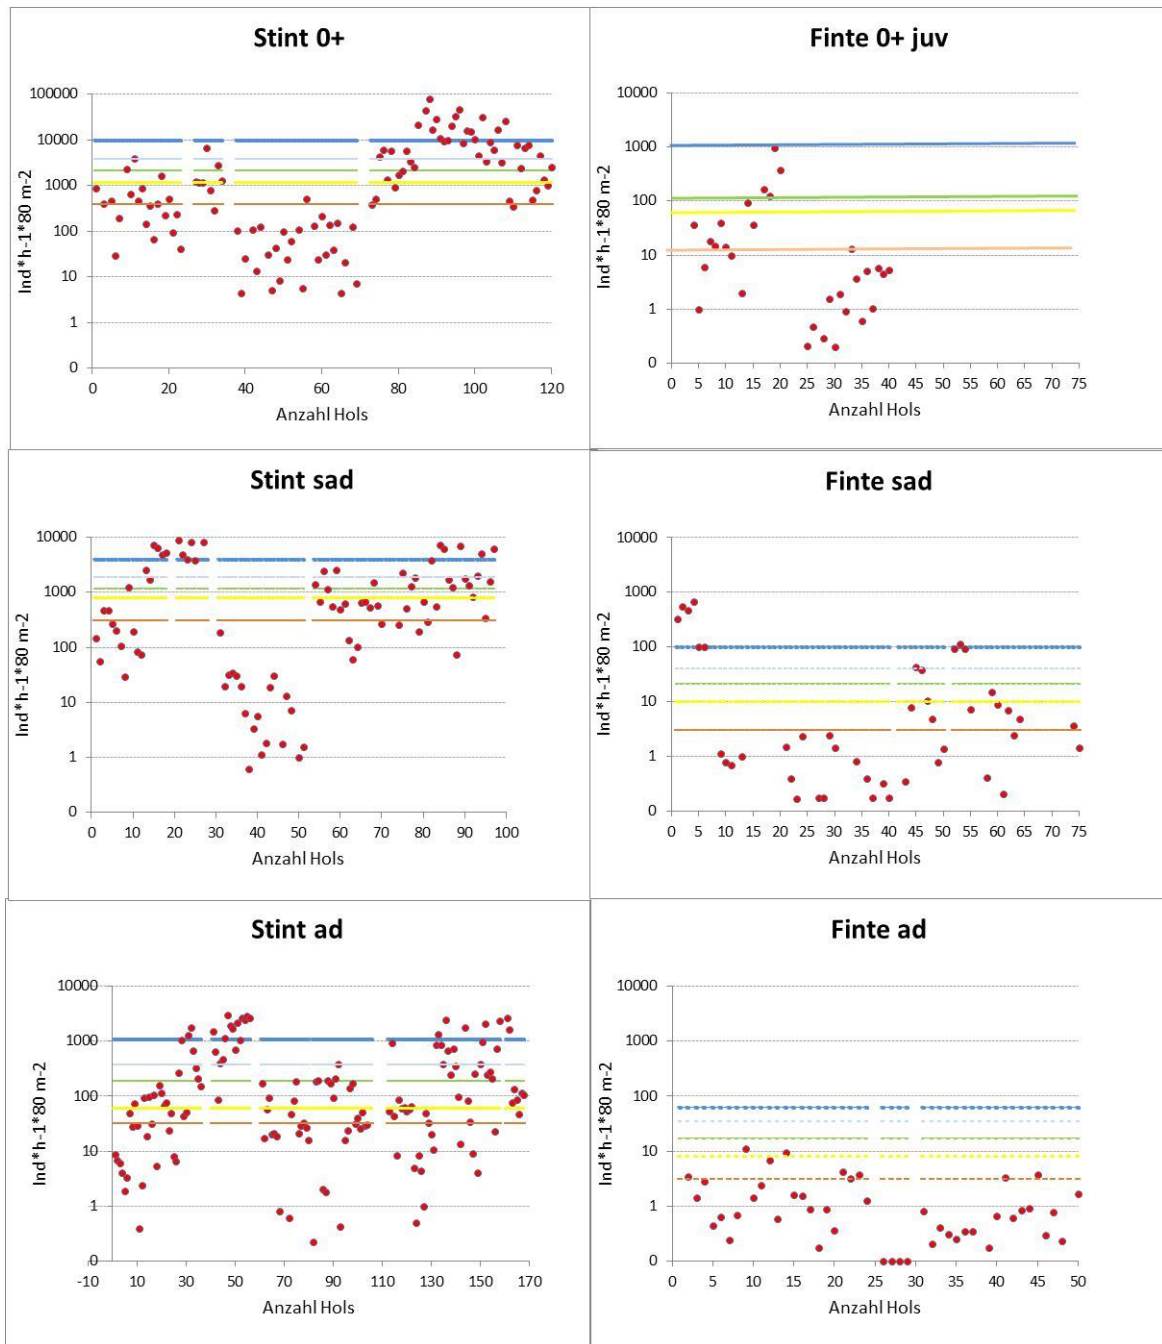 Stint 0+
Ind*h-1*80 m-2
100000
10000
1000
100
10
1
0
0 20 40 60 80 100 120
Anzahl Hols
Finte 0+ juv
Ind*h-1*80 m-2
10000
1000
100
10
1
0
0 5 10 15 20 25 30 35 40 45 50 55 60 65 70 75
Anzahl Hols
Stint sad
Ind*h-1*80 m-2
10000
1000
100
10
1
0
0 10 20 30 40 50 60 70 80 90 100
Anzahl Hols
Finte sad
Ind*h-1*80 m-2
10000
1000
100
10
1
0
0 5 10 15 20 25 30 35 40 45 50 55 60 65 70 75
Anzahl Hols
Stint ad
Ind*h-1*80 m-2
10000
1000
100
10
1
0
-10 10 30 50 70 90 110 130 150 170
Anzahl Hols
Finte ad
Ind*h-1*80 m-2
10000
1000
100
10
1
0
0 5 10 15 20 25 30 35 40 45 50
Anzahl Hols